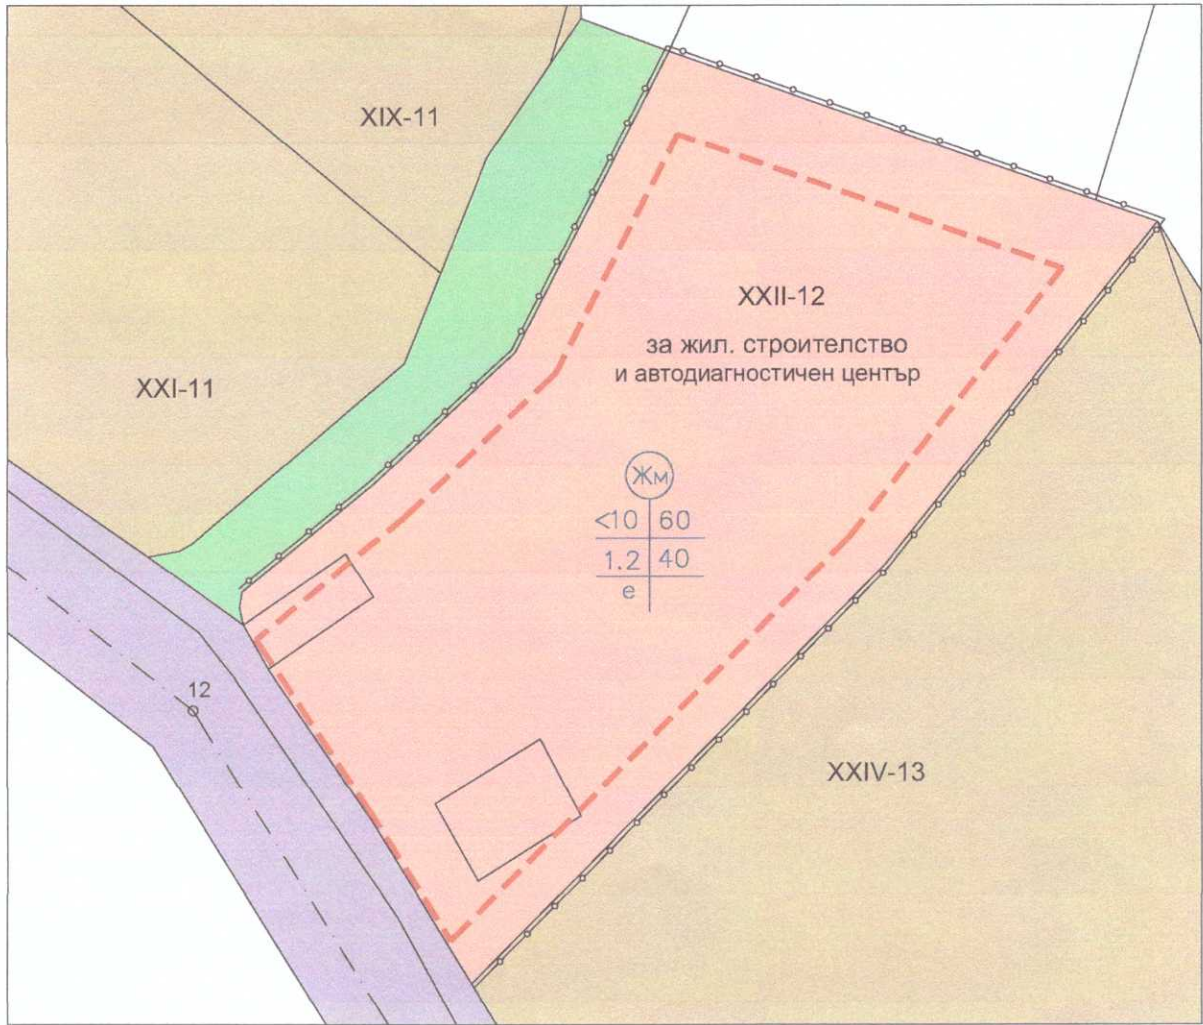 XIX-11
XXII-12
за жил. строителство
и автодиагностичен център
XXI-11
Жм
<10 60
1.2 40
е
12
XXIV-13